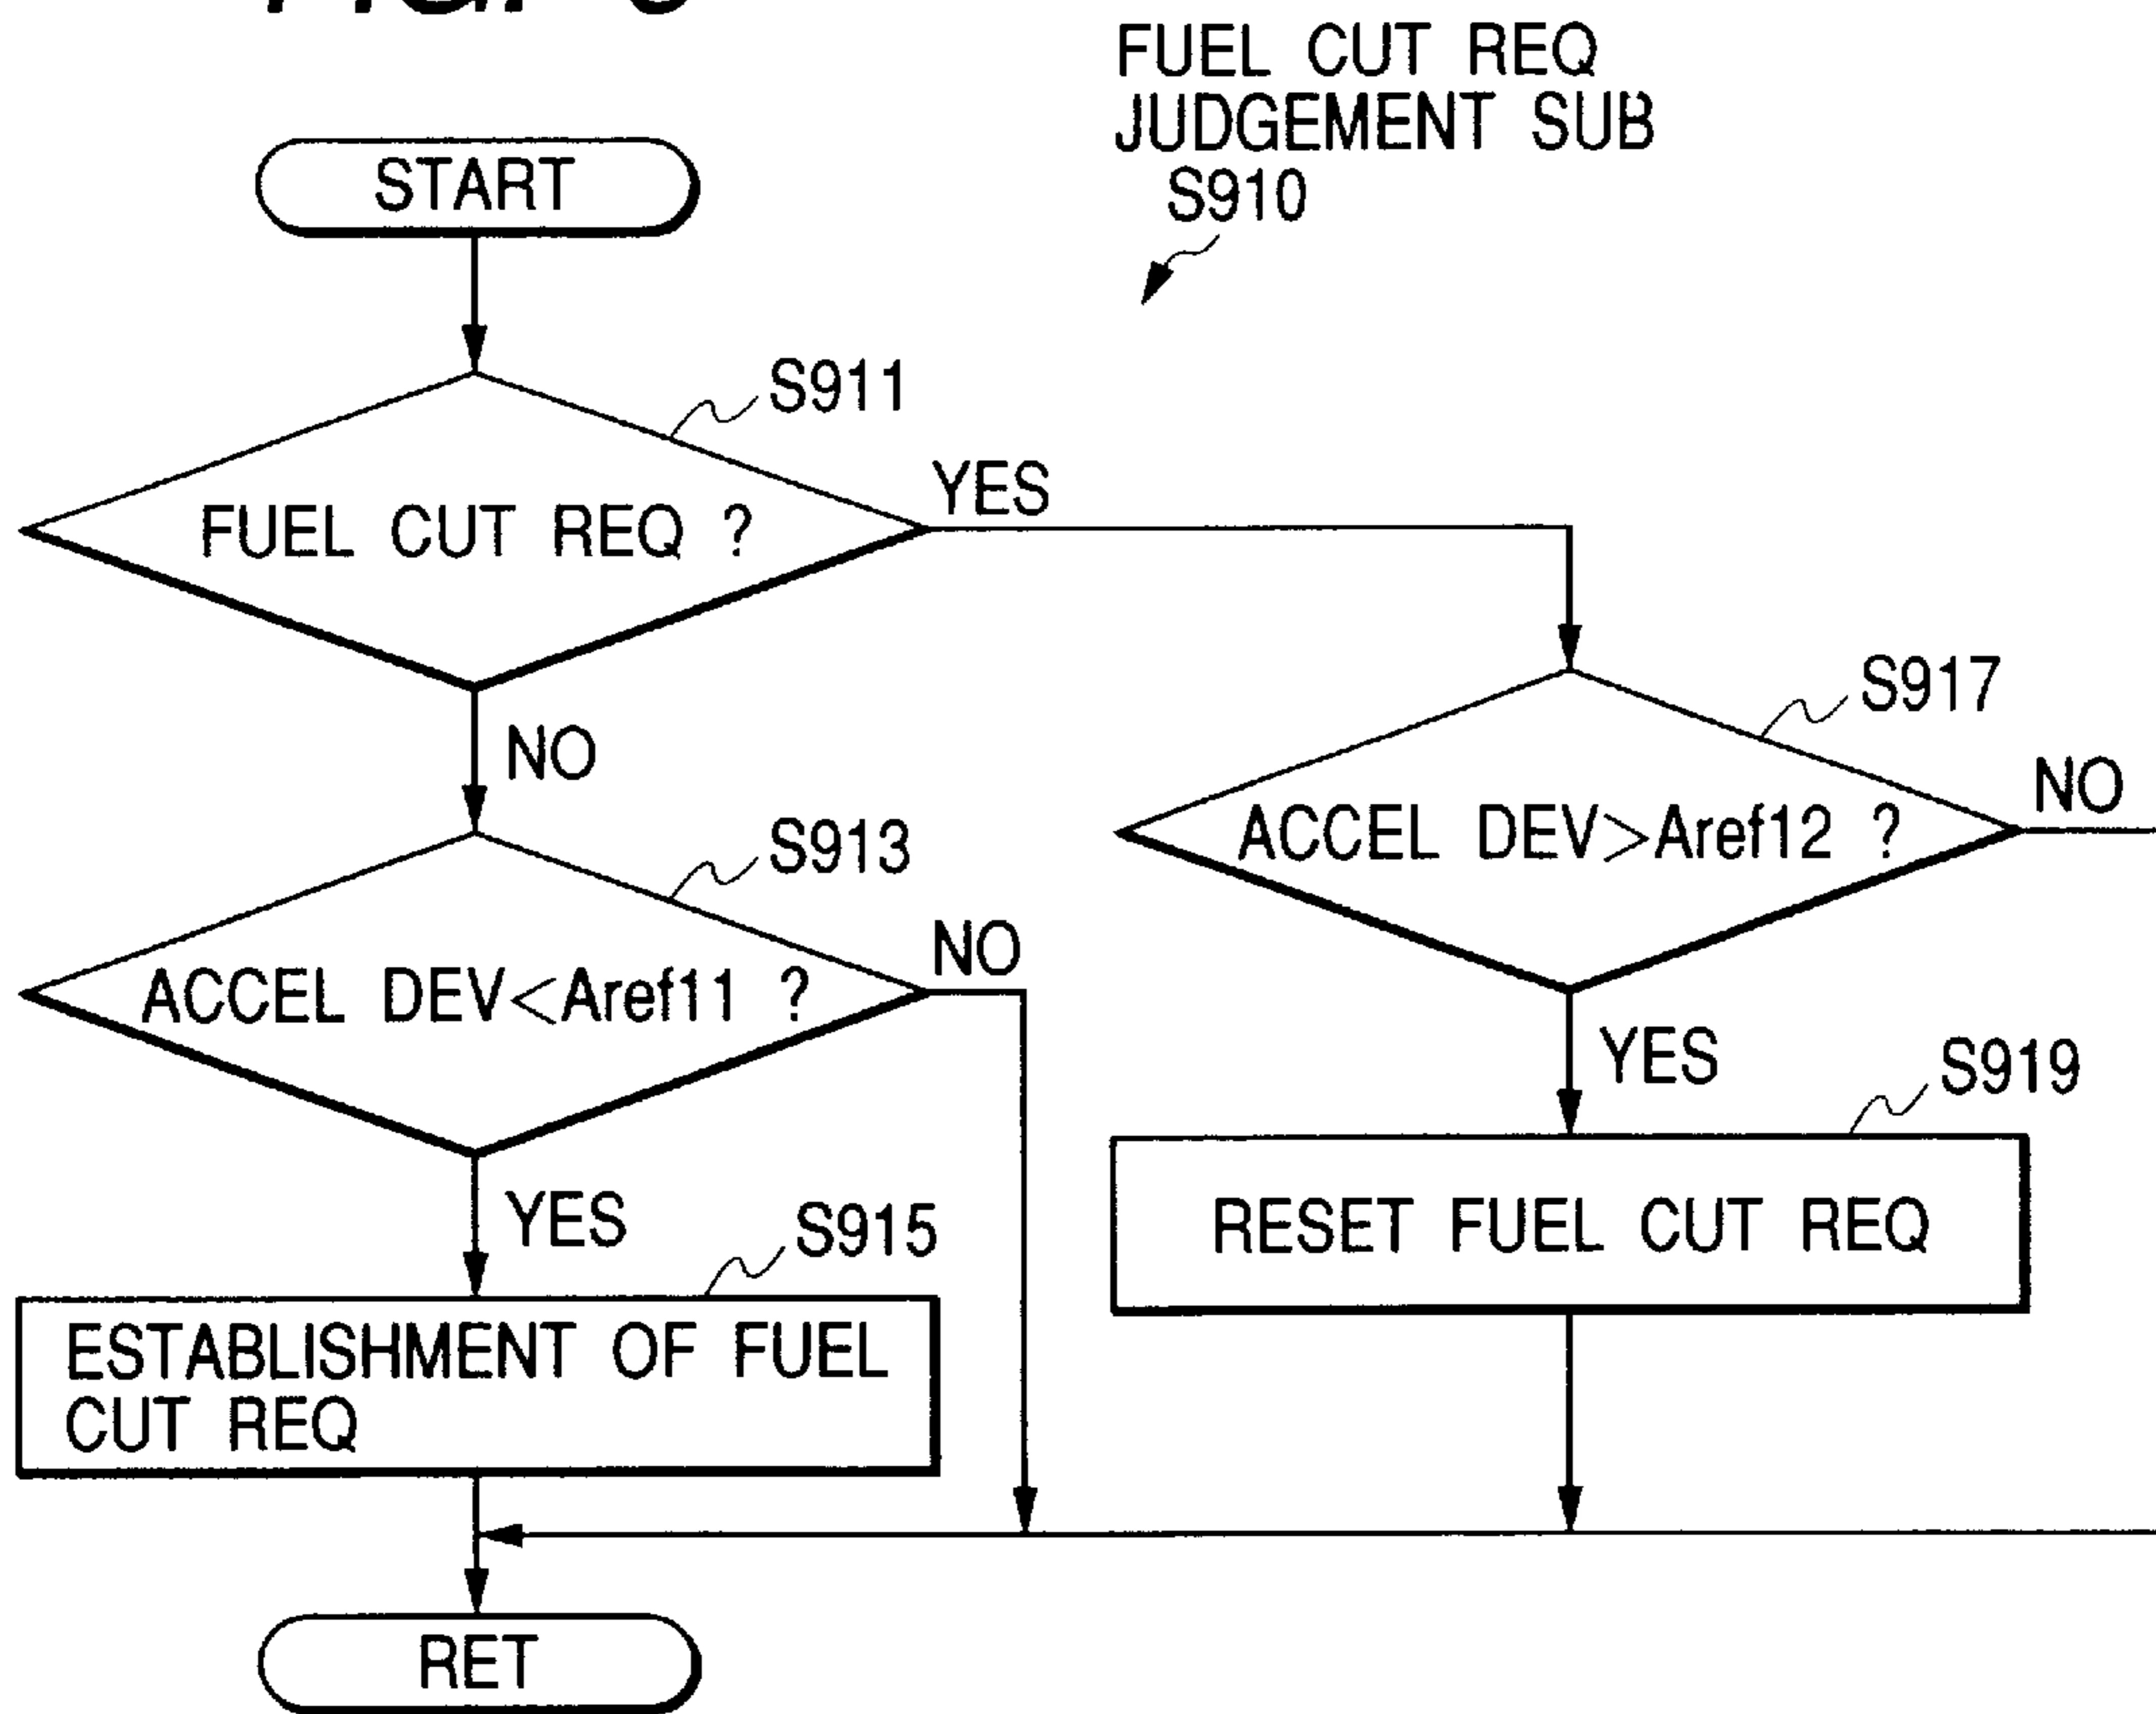 FUEL CUT REQ
JUDGEMENT SUB
S910
START
S911
FUEL CUT REQ ?
YES
NO
S917
ACCEL DEV>Aref12 ?
NO
S913
ACCEL DEV<Aref11 ?
NO
YES
S919
RESET FUEL CUT REQ
YES
S915
ESTABLISHMENT OF FUEL
CUT REQ
RET